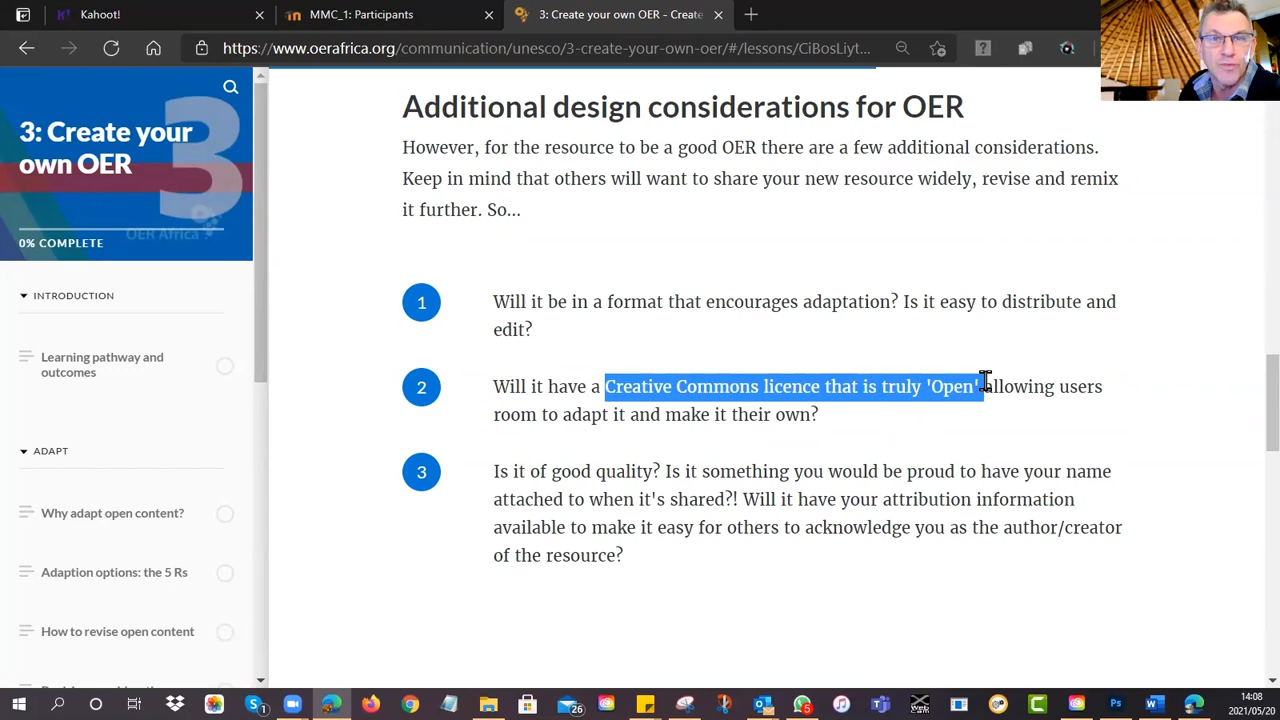 Kahoot!
MMC_1: Participants
3: Create your own OER - Create
https://www.oerafrica.org/communication/unesco/3-create-your-own-oer/#/lessons/CiBosLiyt...
3
3: Create your
own OER
OER Africa
0% COMPLETE
INTRODUCTION
Learning pathway and
outcomes
ADAPT
Why adapt open content?
Adaption options: the 5 Rs
How to revise open content
Additional design considerations for OER
However, for the resource to be a good OER there are a few additional considerations.
Keep in mind that others will want to share your new resource widely, revise and remix
it further. So...
1
Will it be in a format that encourages adaptation? Is it easy to distribute and
edit?
2
Will it have a Creative Commons licence that is truly 'Open' allowing users
room to adapt it and make it their own?
3
Is it of good quality? Is it something you would be proud to have your name
attached to when it's shared?! Will it have your attribution information
available to make it easy for others to acknowledge you as the author/creator
of the resource?
26
5
14:08
2021/05/20